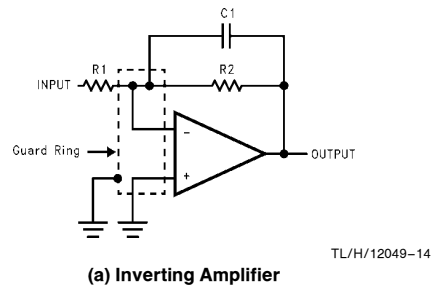 C1
R1
R2
INPUT
−
Guard Ring
+
OUTPUT
TL/H/12049–14
(a) Inverting Amplifier